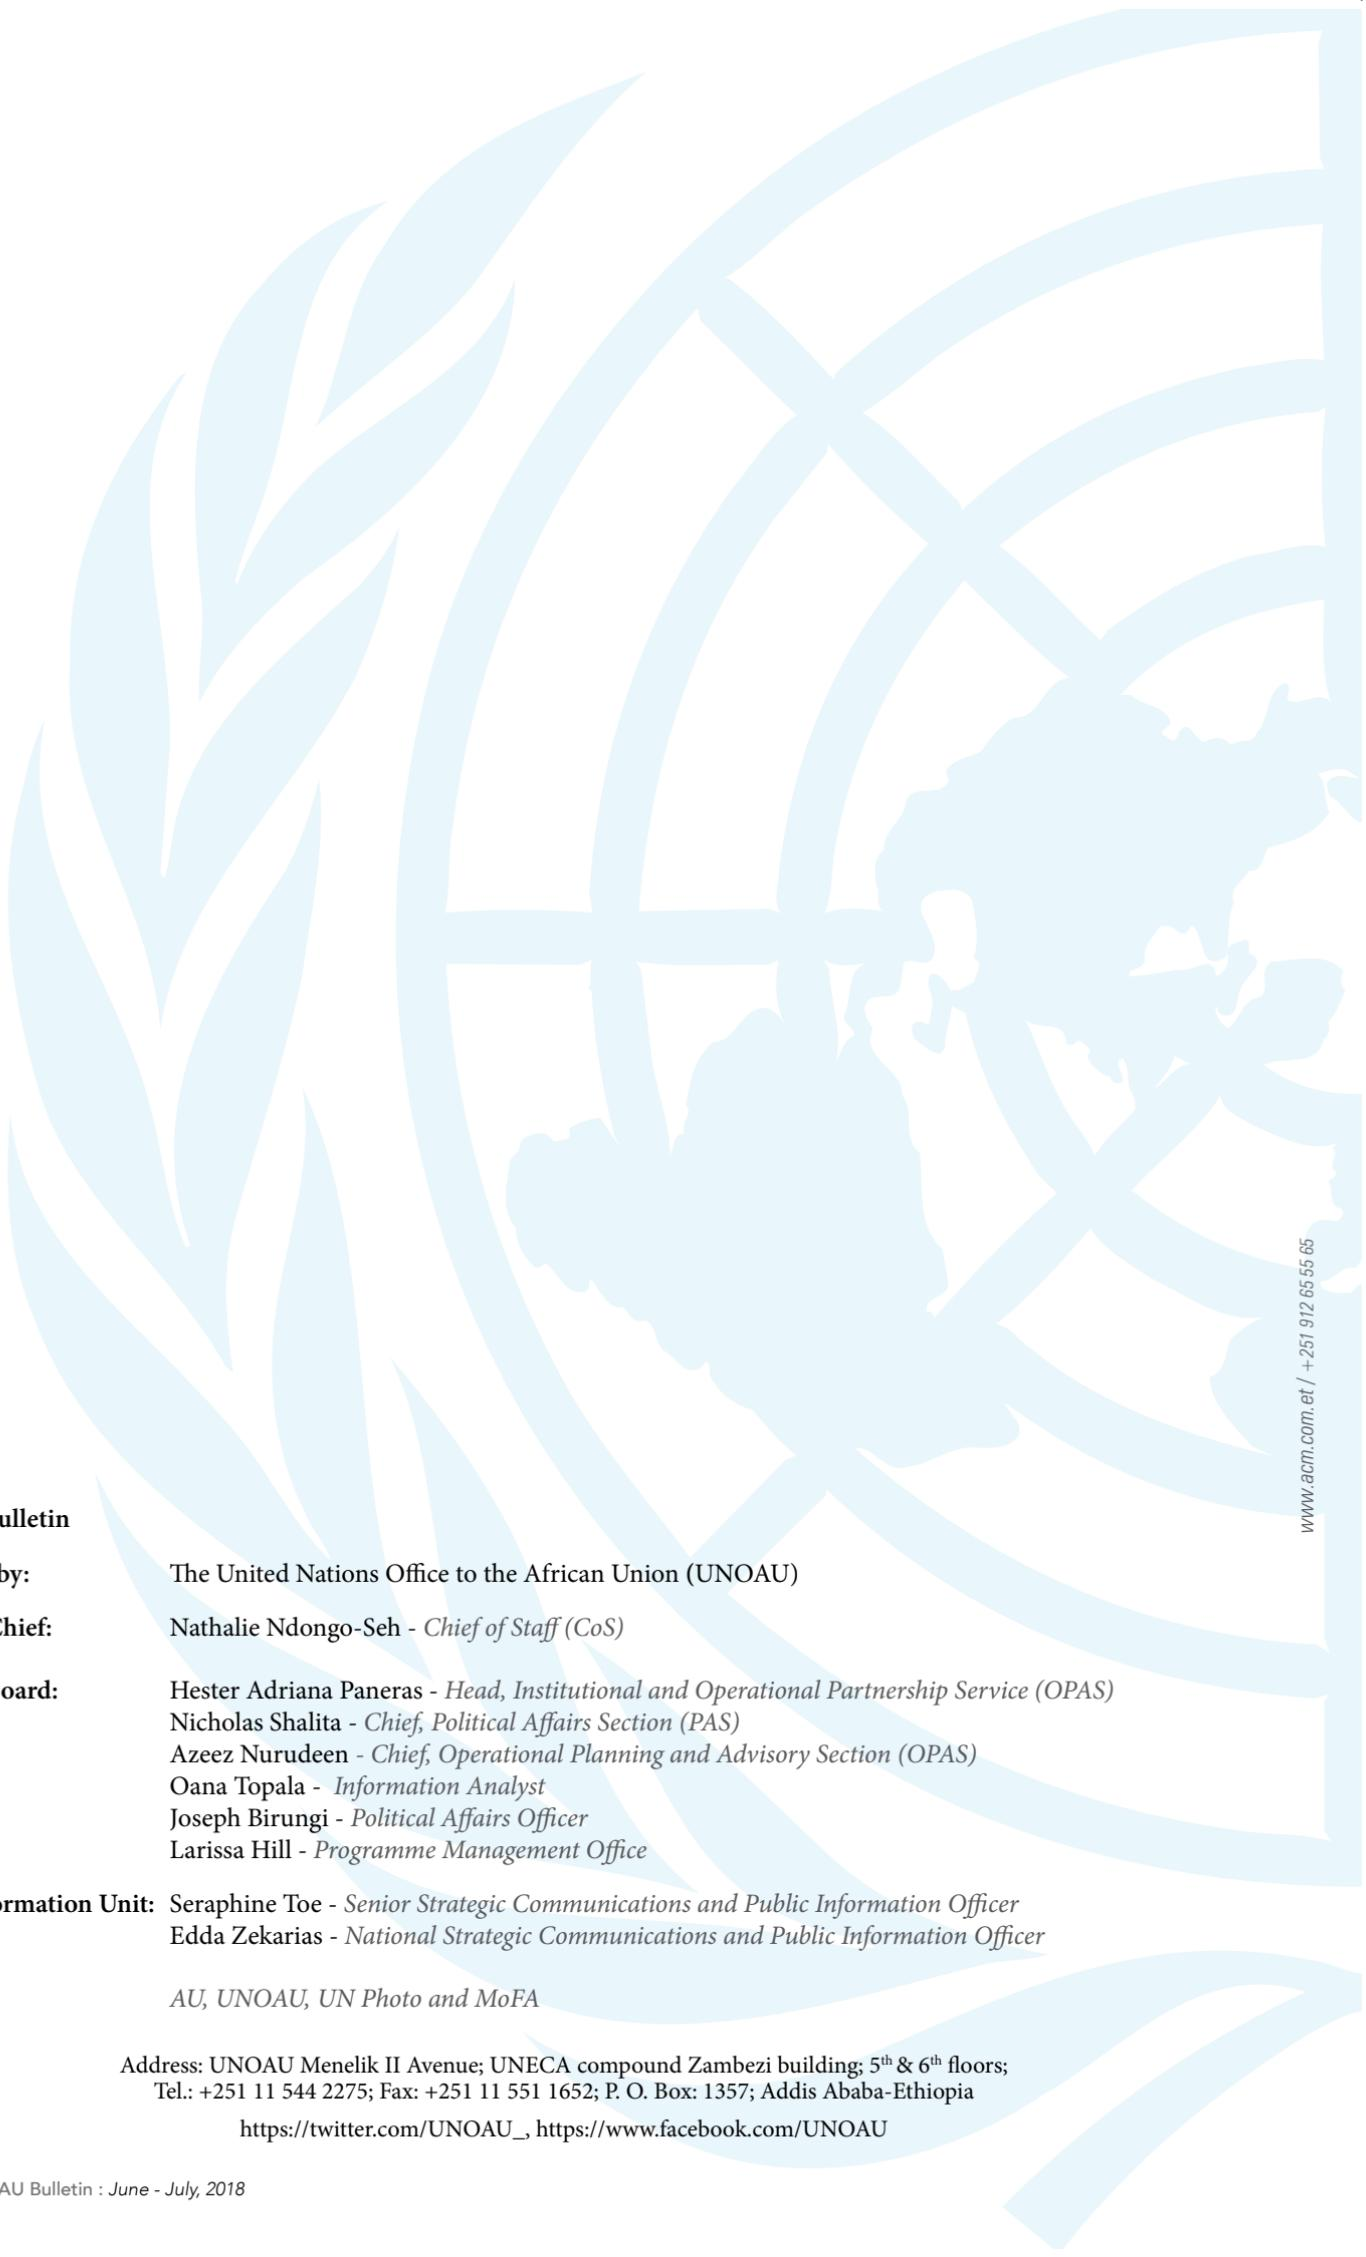 ulletin
by: The United Nations Office to the African Union (UNOAU)
Chief: Nathalie Ndongo-Seh - Chief of Staff (CoS)
oard: Hester Adriana Paneras - Head, Institutional and Operational Partnership Service (OPAS)
Nicholas Shalita - Chief, Political Affairs Section (PAS)
Azeez Nurudeen - Chief, Operational Planning and Advisory Section (OPAS)
Oana Topala - Information Analyst
Joseph Birungi - Political Affairs Officer
Larissa Hill - Programme Management Office
ormation Unit: Seraphine Toe - Senior Strategic Communications and Public Information Officer
Edda Zekarias - National Strategic Communications and Public Information Officer
AU, UNOAU, UN Photo and MoFA
Address: UNOAU Menelik II Avenue; UNECA compound Zambezi building; 5th & 6th floors;
Tel.: +251 11 544 2275; Fax: +251 11 551 1652; P. O. Box: 1357; Addis Ababa-Ethiopia
https://twitter.com/UNOAU_, https://www.facebook.com/UNOAU
AU Bulletin : June - July, 2018
www.acm.com.et / +251 912 65 55 65